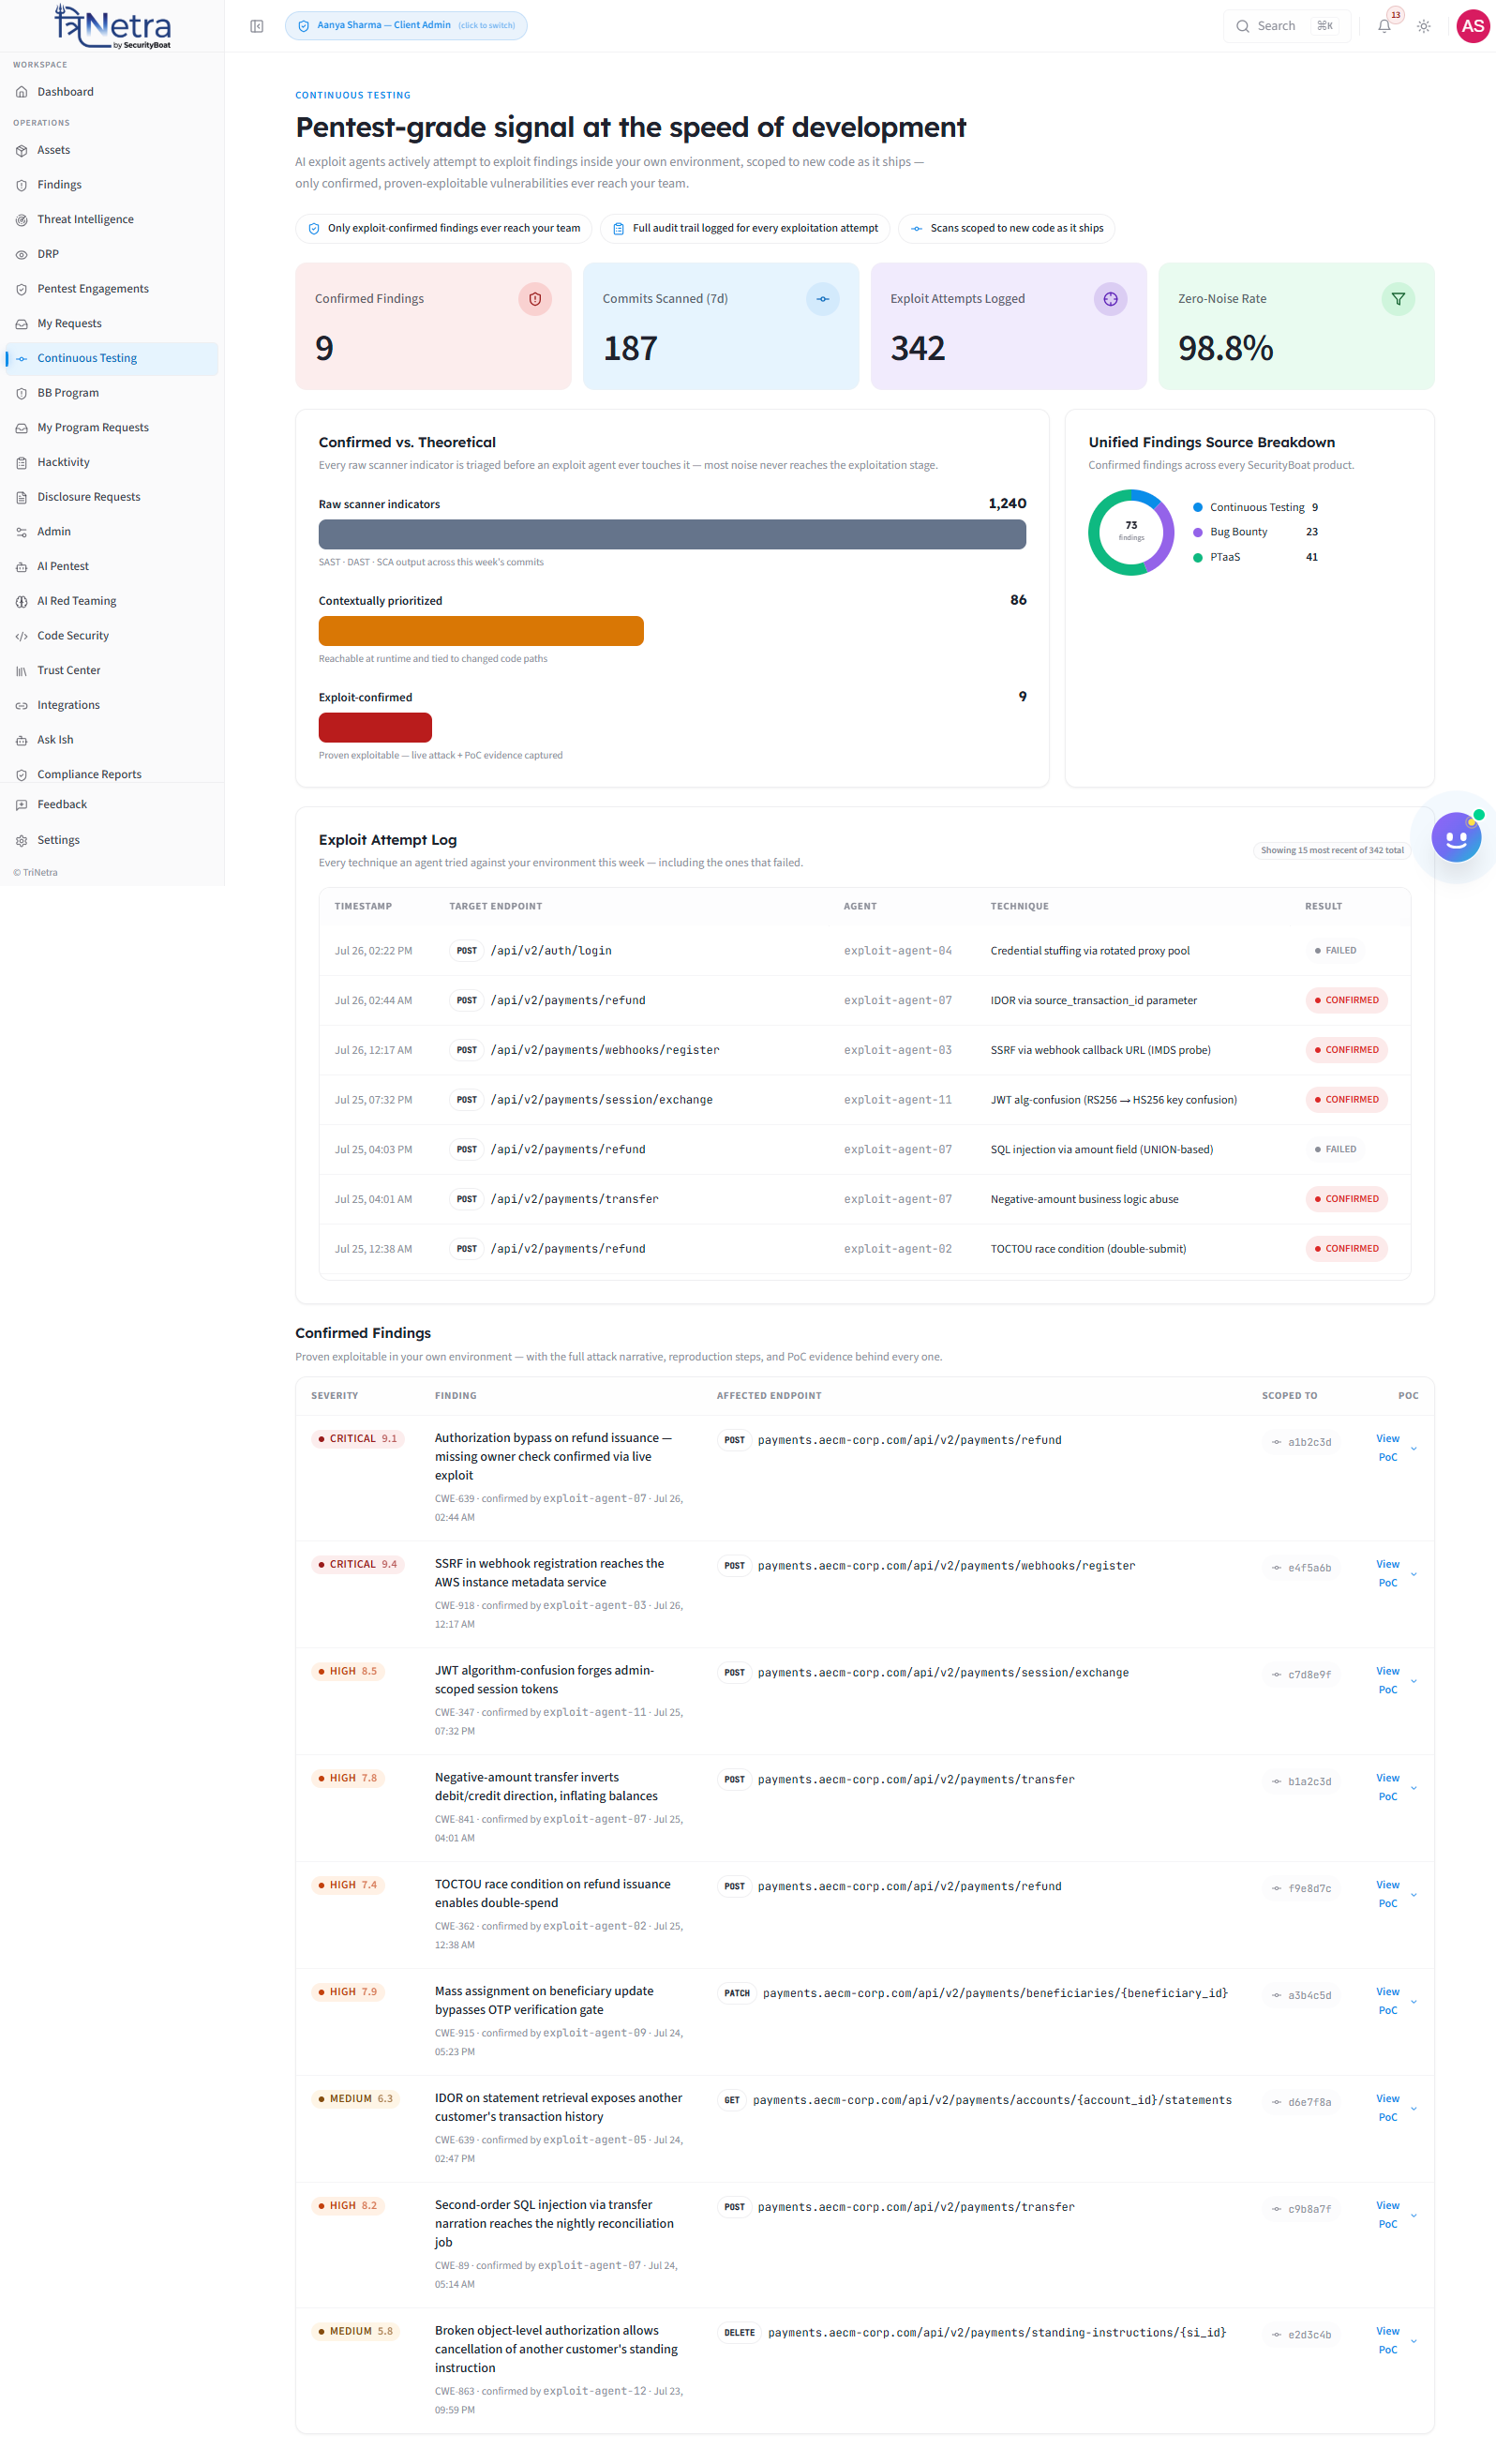 त्रिNetra
by SecurityBoat
WORKSPACE
Dashboard
OPERATIONS
Assets
Findings
Threat Intelligence
DRP
Pentest Engagements
My Requests
Continuous Testing
BB Program
My Program Requests
Hacktivity
Disclosure Requests
Admin
AI Pentest
AI Red Teaming
Code Security
Trust Center
Integrations
Ask Ish
Compliance Reports
Feedback
Settings
© TriNetra
Aanya Sharma — Client Admin (click to switch)
Search ⌘K
13
AS
CONTINUOUS TESTING
Pentest-grade signal at the speed of development
AI exploit agents actively attempt to exploit findings inside your own environment, scoped to new code as it ships —
only confirmed, proven-exploitable vulnerabilities ever reach your team.
Only exploit-confirmed findings ever reach your team
Full audit trail logged for every exploitation attempt
Scans scoped to new code as it ships
Confirmed Findings
9
Commits Scanned (7d)
187
Exploit Attempts Logged
342
Zero-Noise Rate
98.8%
Confirmed vs. Theoretical
Every raw scanner indicator is triaged before an exploit agent ever touches it — most noise never reaches the exploitation stage.
Raw scanner indicators 1,240
SAST · DAST · SCA output across this week's commits
Contextually prioritized 86
Reachable at runtime and tied to changed code paths
Exploit-confirmed 9
Proven exploitable — live attack + PoC evidence captured
Unified Findings Source Breakdown
Confirmed findings across every SecurityBoat product.
73
findings
Continuous Testing 9
Bug Bounty 23
PTaaS 41
Exploit Attempt Log
Every technique an agent tried against your environment this week — including the ones that failed.
Showing 15 most recent of 342 total
TIMESTAMP TARGET ENDPOINT AGENT TECHNIQUE RESULT
Jul 26, 02:22 PM POST /api/v2/auth/login exploit-agent-04 Credential stuffing via rotated proxy pool FAILED
Jul 26, 02:44 AM POST /api/v2/payments/refund exploit-agent-07 IDOR via source_transaction_id parameter CONFIRMED
Jul 26, 12:17 AM POST /api/v2/payments/webhooks/register exploit-agent-03 SSRF via webhook callback URL (IMDS probe) CONFIRMED
Jul 25, 07:32 PM POST /api/v2/payments/session/exchange exploit-agent-11 JWT alg-confusion (RS256 → HS256 key confusion) CONFIRMED
Jul 25, 04:03 PM POST /api/v2/payments/refund exploit-agent-07 SQL injection via amount field (UNION-based) FAILED
Jul 25, 04:01 AM POST /api/v2/payments/transfer exploit-agent-07 Negative-amount business logic abuse CONFIRMED
Jul 25, 12:38 AM POST /api/v2/payments/refund exploit-agent-02 TOCTOU race condition (double-submit) CONFIRMED
Confirmed Findings
Proven exploitable in your own environment — with the full attack narrative, reproduction steps, and PoC evidence behind every one.
SEVERITY FINDING AFFECTED ENDPOINT SCOPED TO POC
CRITICAL 9.1 Authorization bypass on refund issuance — POST payments.aecm-corp.com/api/v2/payments/refund a1b2c3d View
missing owner check confirmed via live PoC
exploit
CWE-639 · confirmed by exploit-agent-07 · Jul 26,
02:44 AM
CRITICAL 9.4 SSRF in webhook registration reaches the POST payments.aecm-corp.com/api/v2/payments/webhooks/register e4f5a6b View
AWS instance metadata service PoC
CWE-918 · confirmed by exploit-agent-03 · Jul 26,
12:17 AM
HIGH 8.5 JWT algorithm-confusion forges admin- POST payments.aecm-corp.com/api/v2/payments/session/exchange c7d8e9f View
scoped session tokens PoC
CWE-347 · confirmed by exploit-agent-11 · Jul 25,
07:32 PM
HIGH 7.8 Negative-amount transfer inverts POST payments.aecm-corp.com/api/v2/payments/transfer b1a2c3d View
debit/credit direction, inflating balances PoC
CWE-841 · confirmed by exploit-agent-07 · Jul 25,
04:01 AM
HIGH 7.4 TOCTOU race condition on refund issuance POST payments.aecm-corp.com/api/v2/payments/refund f9e8d7c View
enables double-spend PoC
CWE-362 · confirmed by exploit-agent-02 · Jul 25,
12:38 AM
HIGH 7.9 Mass assignment on beneficiary update PATCH payments.aecm-corp.com/api/v2/payments/beneficiaries/{beneficiary_id} a3b4c5d View
bypasses OTP verification gate PoC
CWE-915 · confirmed by exploit-agent-09 · Jul 24,
05:23 PM
MEDIUM 6.3 IDOR on statement retrieval exposes another GET payments.aecm-corp.com/api/v2/payments/accounts/{account_id}/statements d6e7f8a View
customer's transaction history PoC
CWE-639 · confirmed by exploit-agent-05 · Jul 24,
02:47 PM
HIGH 8.2 Second-order SQL injection via transfer POST payments.aecm-corp.com/api/v2/payments/transfer c9b8a7f View
narration reaches the nightly reconciliation PoC
job
CWE-89 · confirmed by exploit-agent-07 · Jul 24,
05:14 AM
MEDIUM 5.8 Broken object-level authorization allows DELETE payments.aecm-corp.com/api/v2/payments/standing-instructions/{si_id} e2d3c4b View
cancellation of another customer's standing PoC
instruction
CWE-863 · confirmed by exploit-agent-12 · Jul 23,
09:59 PM